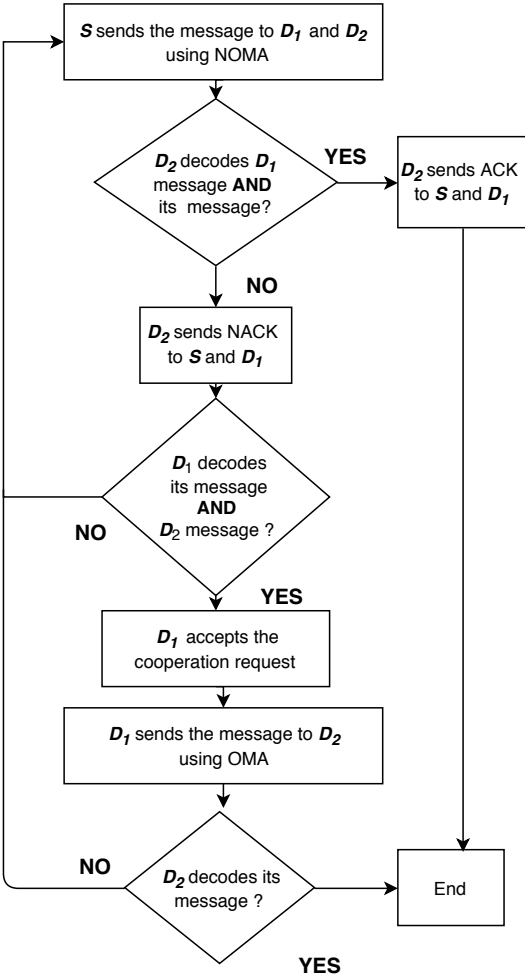 S sends the message to D1 and D2
using NOMA
D2 decodes D1
message AND
its message?
YES
D2 sends ACK
to S and D1
NO
D2 sends NACK
to S and D1
D1 decodes
its message
AND
D2 message ?
NO
YES
D1 accepts the
cooperation request
D1 sends the message to D2
using OMA
NO
D2 decodes its
message ?
End
YES